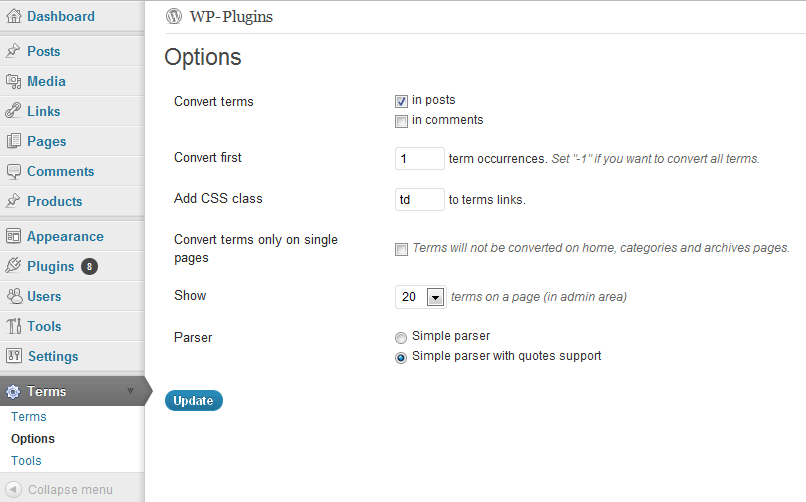 WP-Plugins
Dashboard
Posts
Media
Links
Pages
Comments
Products
Appearance
Plugins 8
Users
Tools
Settings
Terms
Terms
Options
Tools
Collapse menu
Options
Convert terms
in posts
in comments
Convert first
1 term occurrences. Set "-1" if you want to convert all terms.
Add CSS class
td to terms links.
Convert terms only on single
pages
Terms will not be converted on home, categories and archives pages.
Show
20 terms on a page (in admin area)
Parser
Simple parser
Simple parser with quotes support
Update